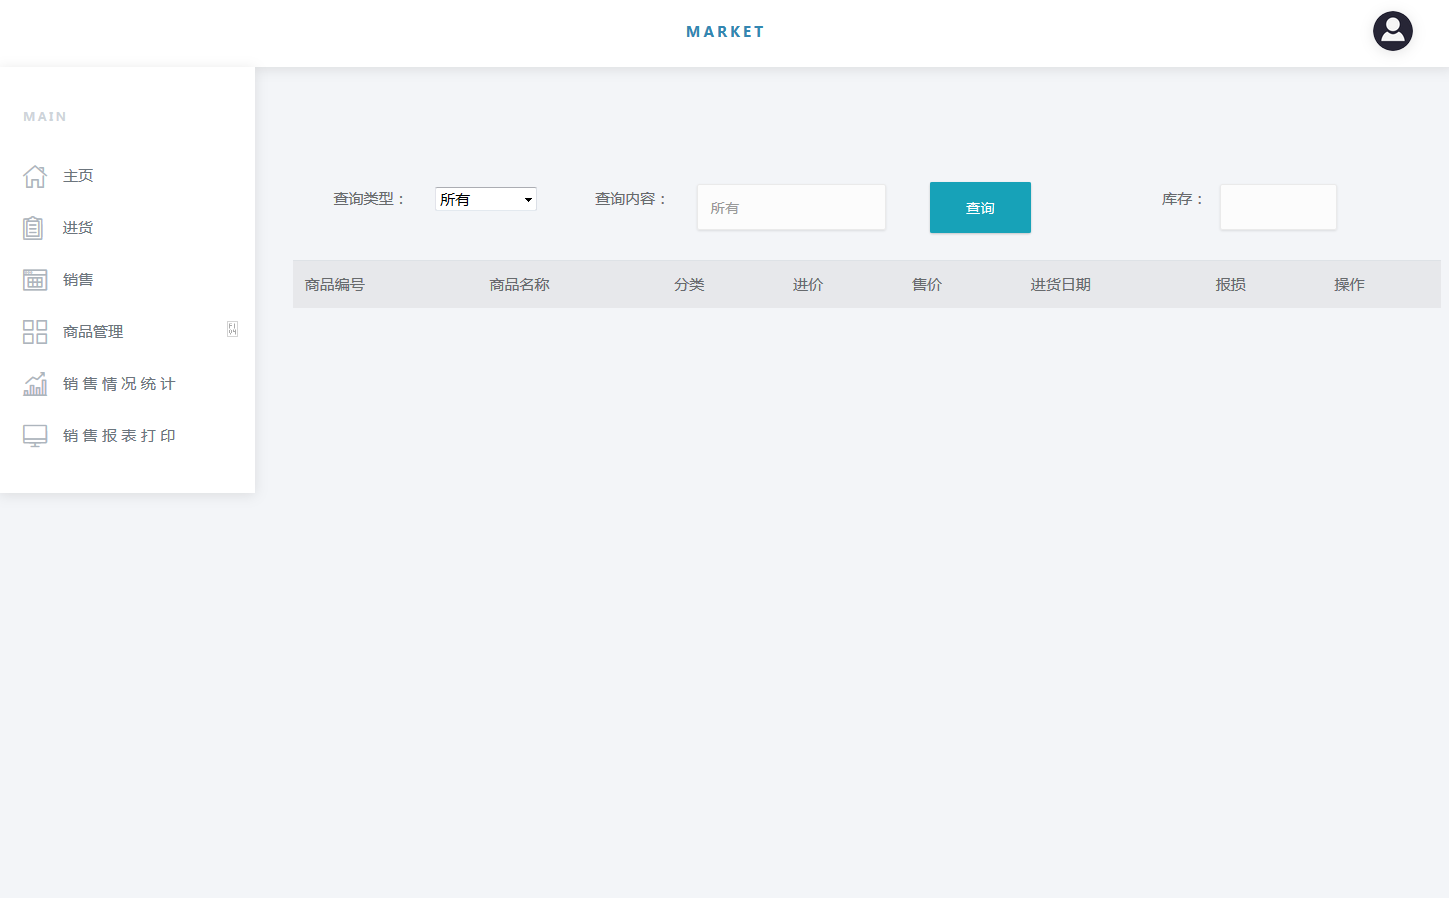 MARKET
MAIN
主页
进货
销售
商品管理
销售情况统计
销售报表打印
查询类型： 所有 查询内容： 所有 查询 库存：
商品编号 商品名称 分类 进价 售价 进货日期 报损 操作